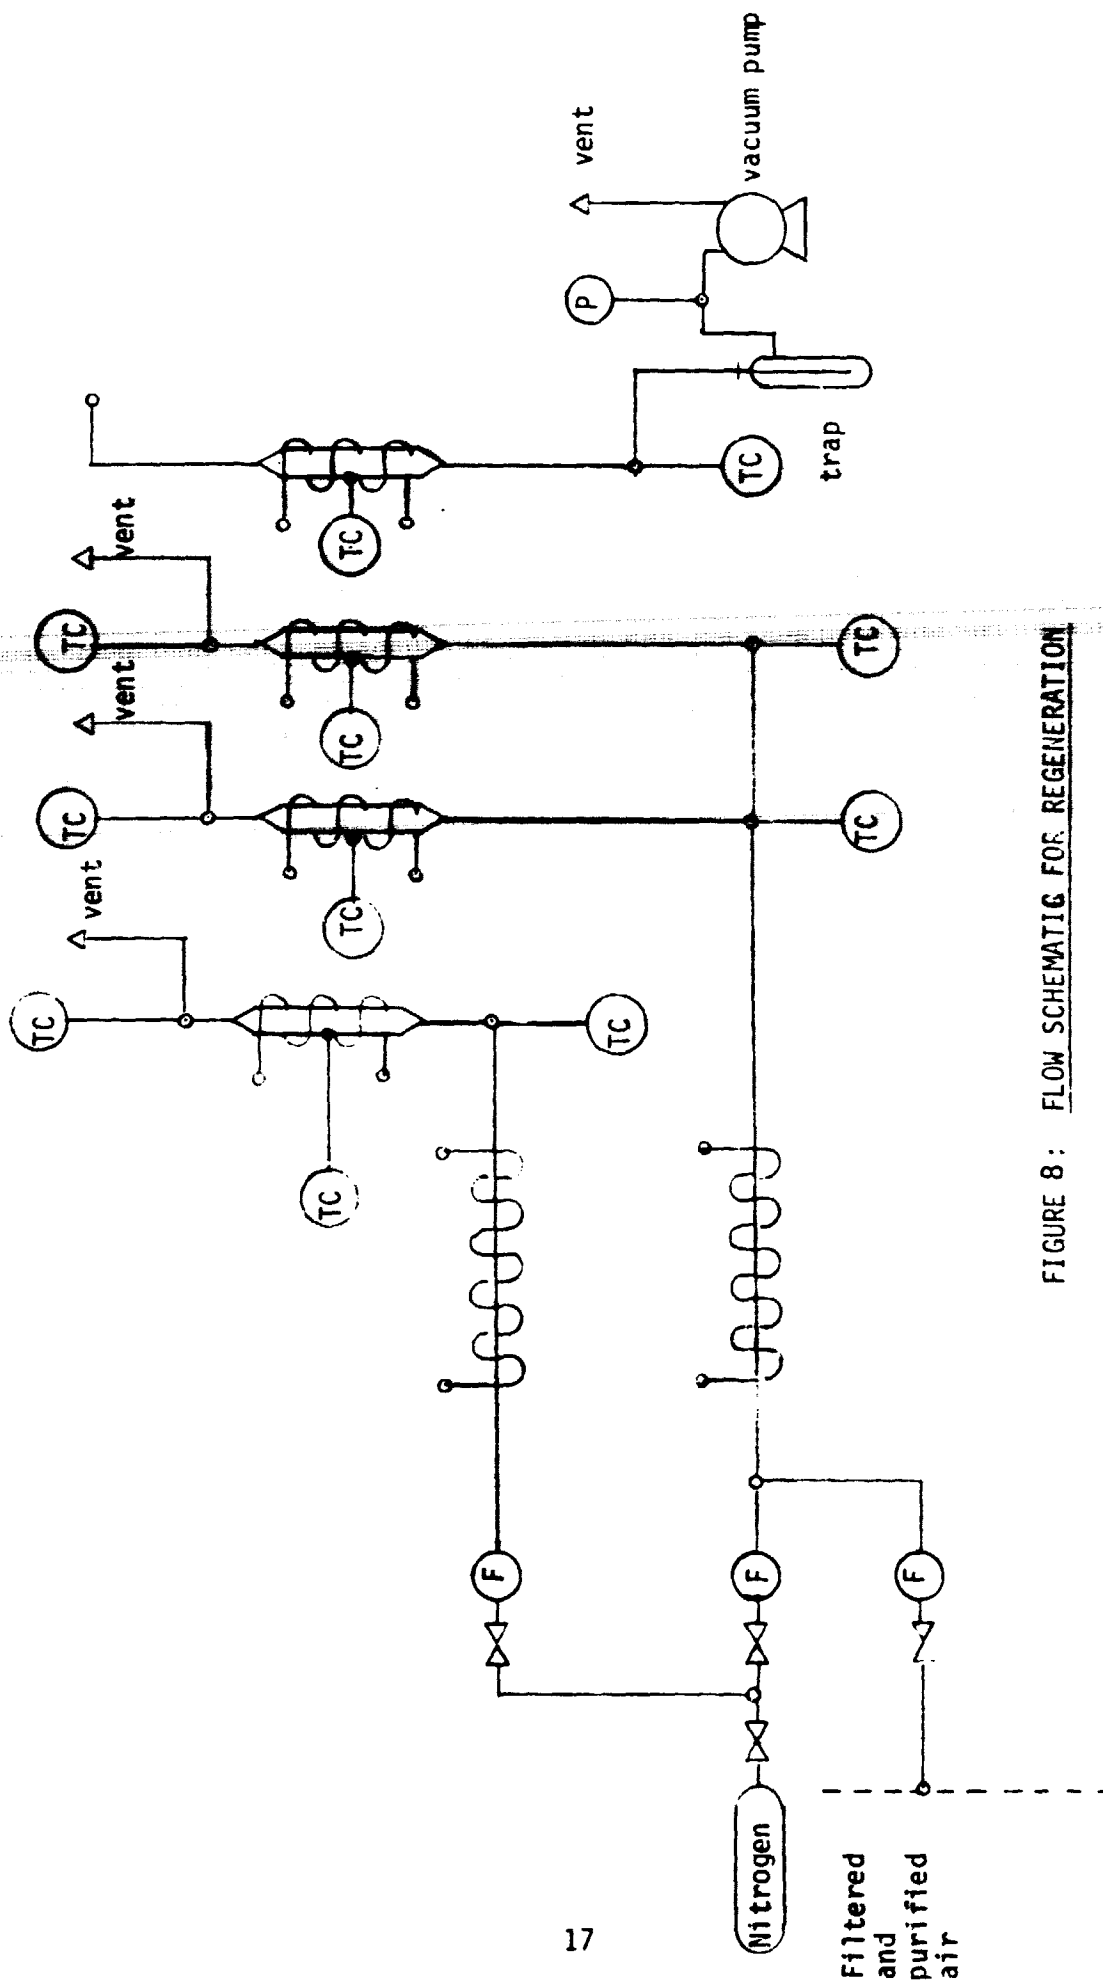 TC
vent
TC
vent
TC
vent
TC
TC
TC
TC
TC
TC
TC
TC
TC
P
vent
vacuum pump
trap
F
F
F
Nitrogen
Filtered
and
purified
air
FIGURE 8: FLOW SCHEMATIC FOR REGENERATION
17